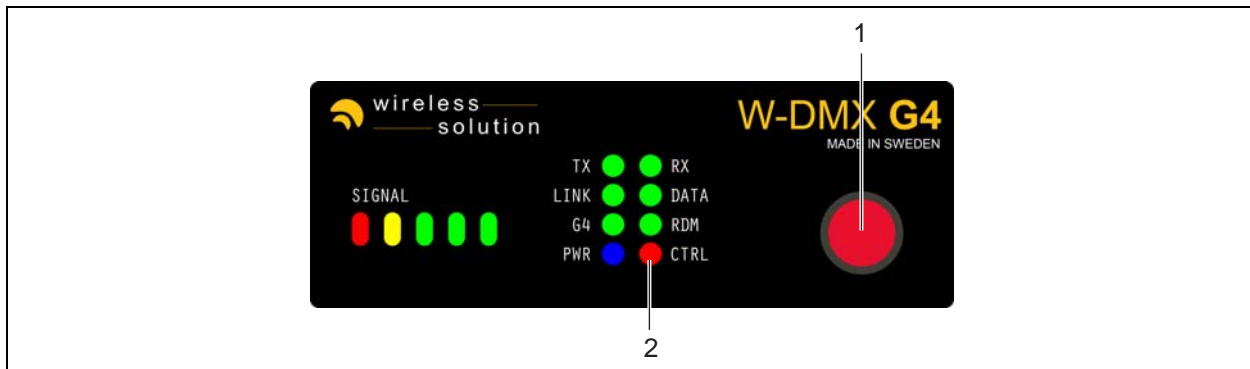 1
wireless
solution
W-DMX G4
MADE IN SWEDEN
TX RX
SIGNAL
LINK DATA
G4 RDM
PWR CTRL
2